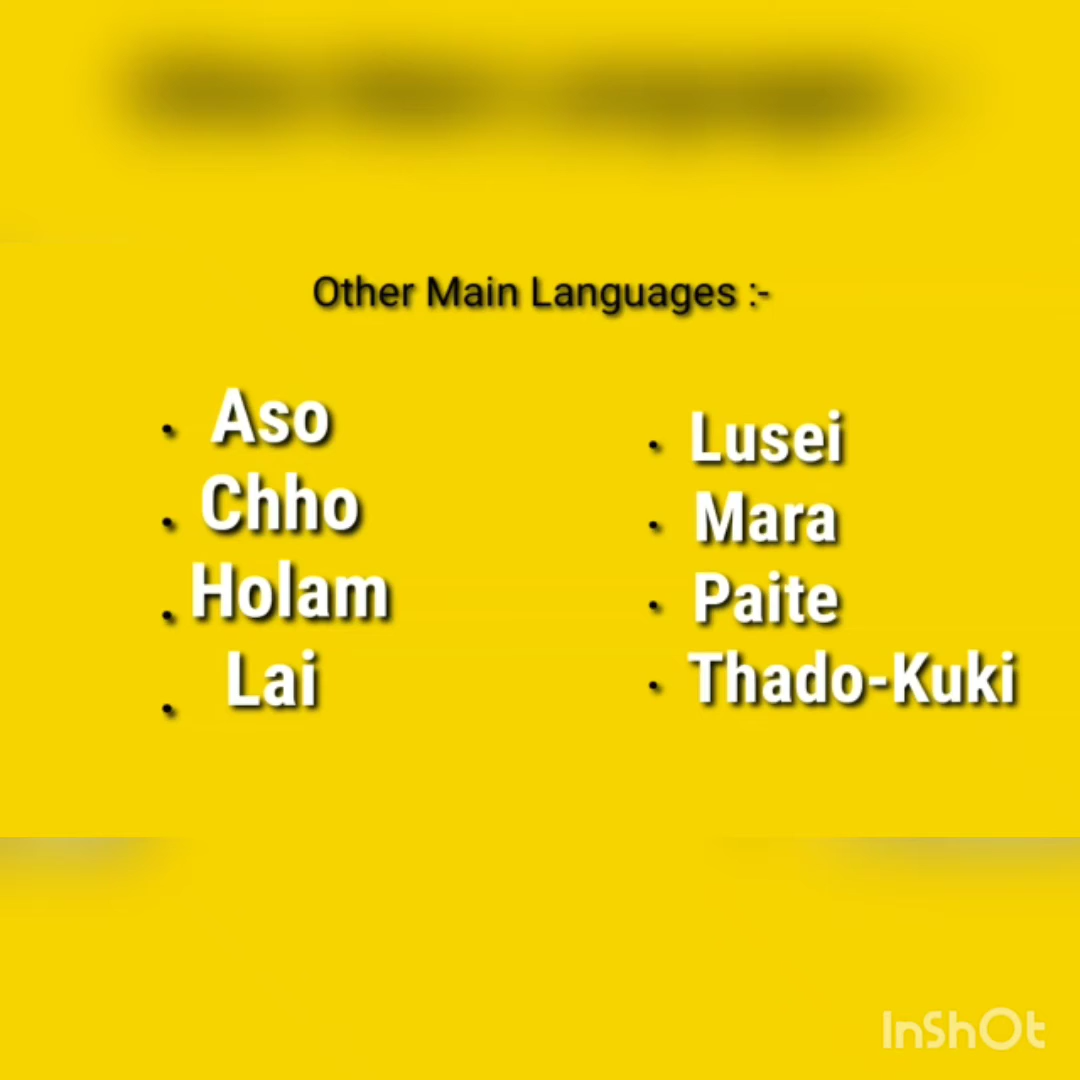 Other Main Languages :-
. Aso
. Chho
. Holam
. Lai
. Lusei
. Mara
. Paite
. Thado-Kuki
InShOt